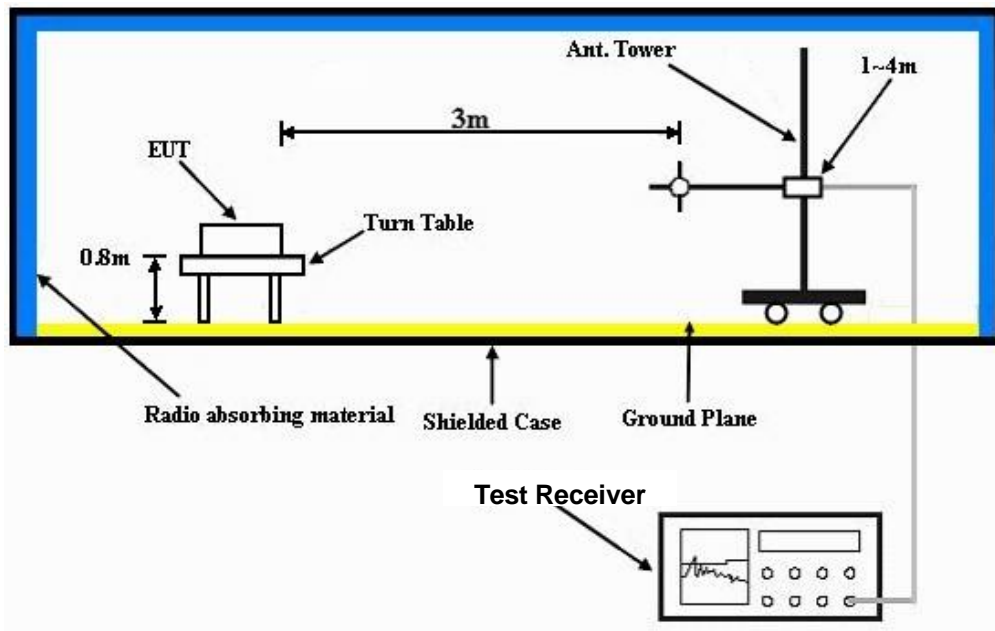 Ant. Tower
1~4m
3m
EUT
Turn Table
0.8m
Radio absorbing material
Shielded Case
Ground Plane
Test Receiver